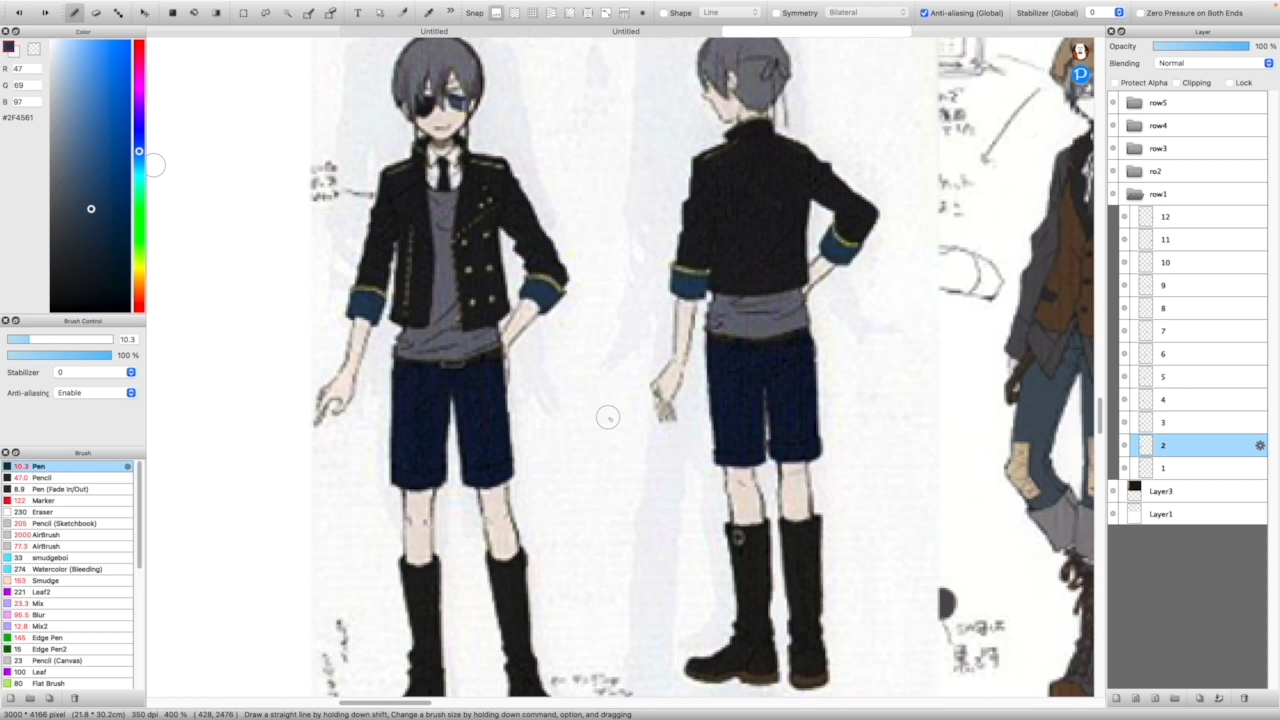 Snap
Shape
Line
Symmetry
Bilateral
Anti-aliasing (Global)
Stabilizer (Global)
0
Zero Pressure on Both Ends
Color
Untitled
Untitled
Layer
R 47
G 69
B 97
#2F4561
Opacity 100 %
Blending Normal
Protect Alpha Clipping Lock
row5
row4
row3
ro2
row1
12
11
10
9
8
7
6
5
4
3
2
1
Layer3
Layer1
Brush Control
10.3
100 %
Stabilizer 0
Anti-aliasing Enable
Brush
10.3 Pen
47.0 Pencil
8.9 Pen (Fade In/Out)
122 Marker
230 Eraser
205 Pencil (Sketchbook)
2000 AirBrush
77.3 AirBrush
33 smudgeboi
274 Watercolor (Bleeding)
153 Smudge
221 Leaf2
23.3 Mix
95.5 Blur
12.8 Mix2
145 Edge Pen
15 Edge Pen2
23 Pencil (Canvas)
100 Leaf
80 Flat Brush
3000 * 4166 pixel (21.8 * 30.2cm) 350 dpi 400 % ( 428, 2476 ) Draw a straight line by holding down shift, Change a brush size by holding down command, option, and dragging